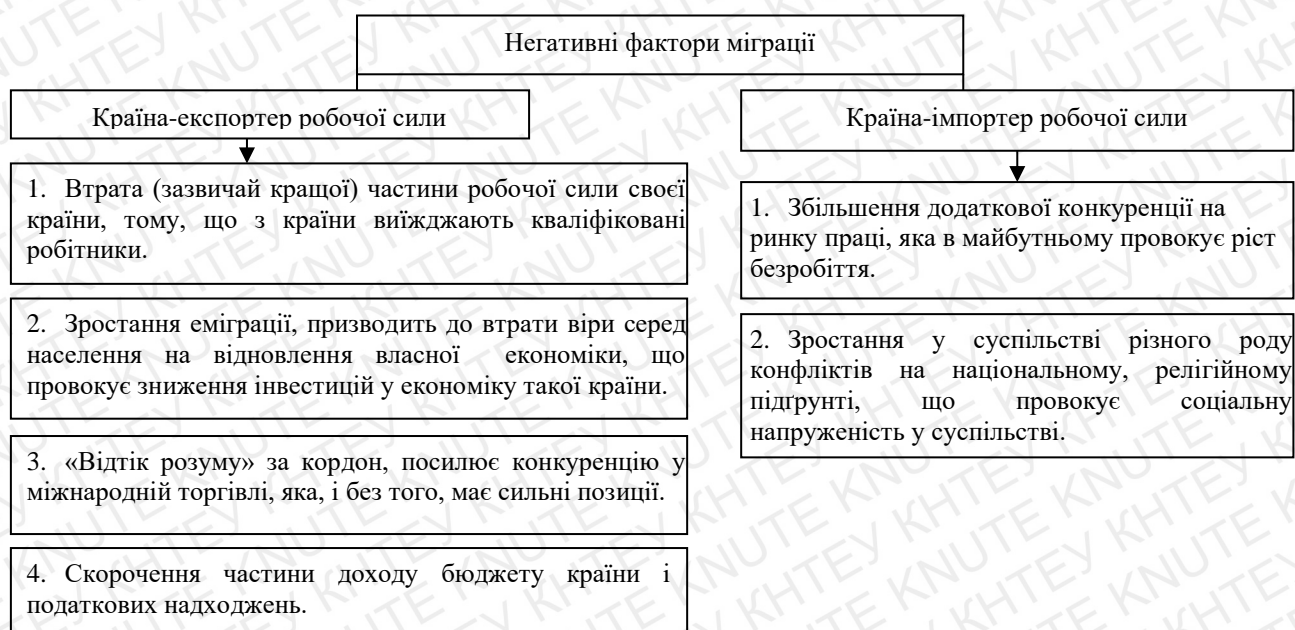 Негативні фактори міграції
Країна-експортер робочої сили
1. Втрата (зазвичай кращої) частини робочої сили своєї
країни, тому, що з країни виїжджають кваліфіковані
робітники.
2. Зростання еміграції, призводить до втрати віри серед
населення на відновлення власної економіки, що
провокує зниження інвестицій у економіку такої країни.
3. «Відтік розуму» за кордон, посилює конкуренцію у
міжнародній торгівлі, яка, і без того, має сильні позиції.
4. Скорочення частини доходу бюджету країни і
податкових надходжень.
Країна-імпортер робочої сили
1. Збільшення додаткової конкуренції на
ринку праці, яка в майбутньому провокує ріст
безробіття.
2. Зростання у суспільстві різного роду
конфліктів на національному, релігійному
підґрунті, що провокує соціальну
напруженість у суспільстві.